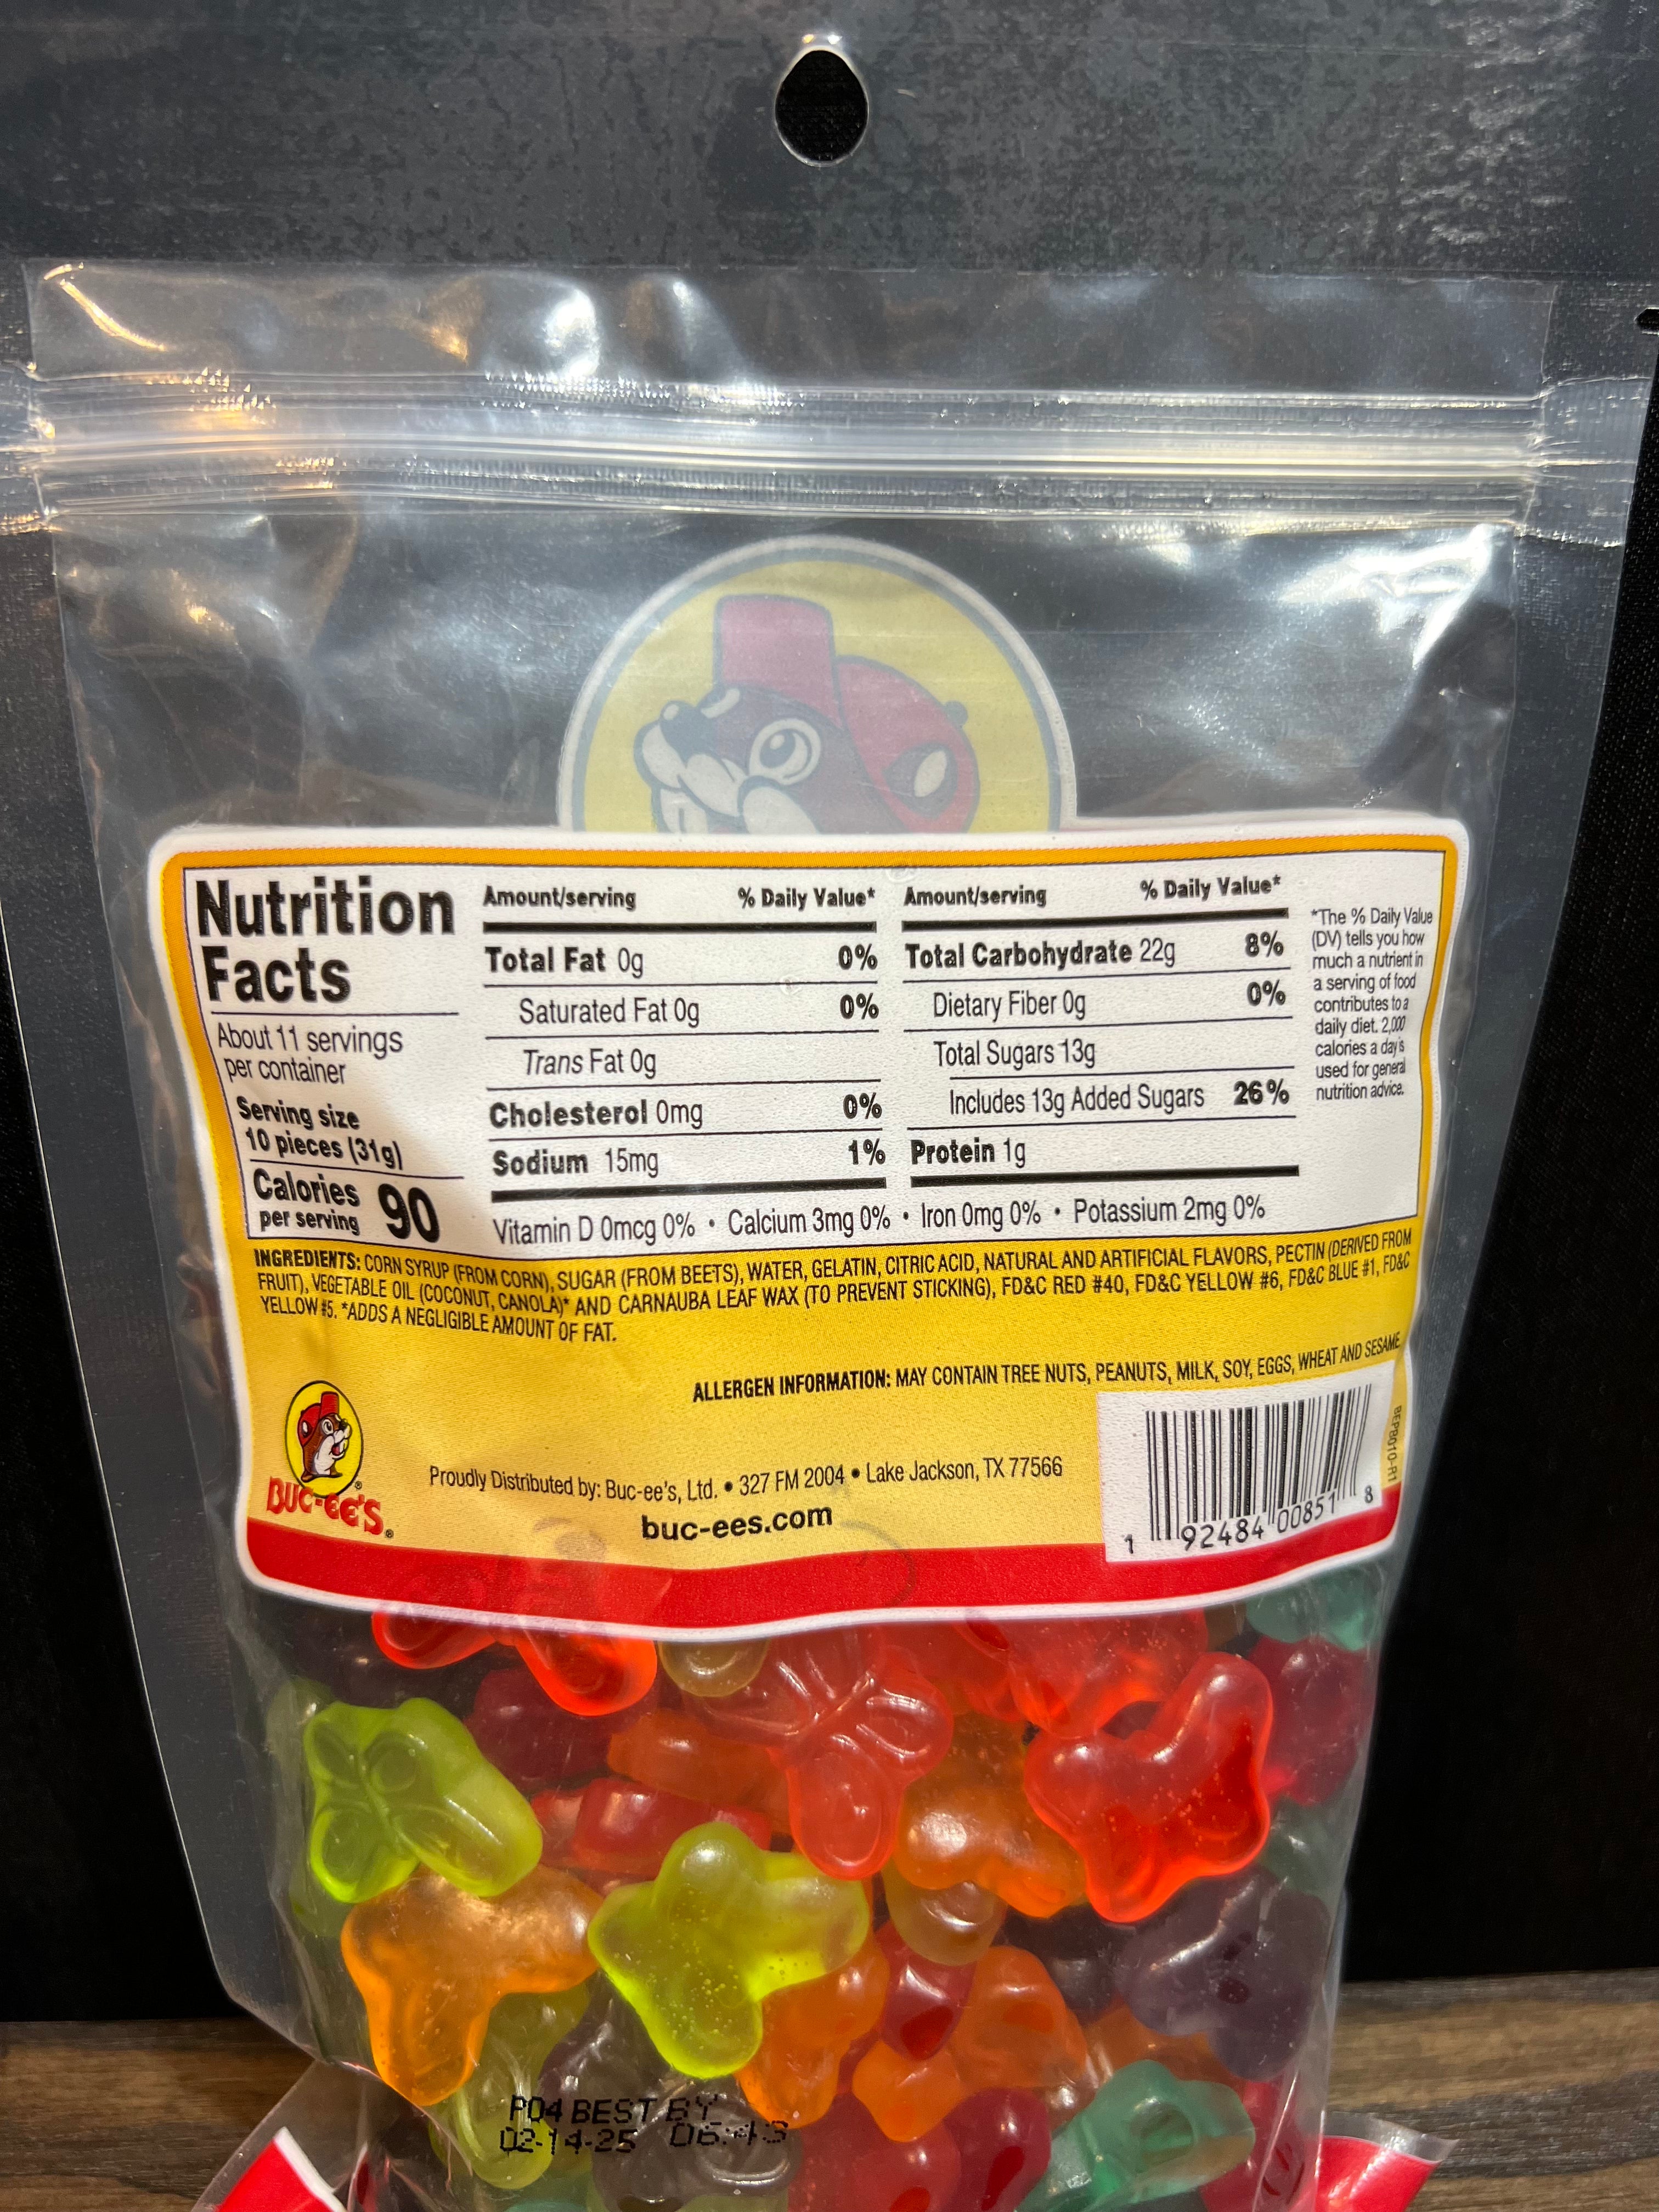 Nutrition
Facts
About 11 servings
per container
Serving size
10 pieces (31g)
Calories
per serving 90
Amount/serving % Daily Value*
Total Fat 0g 0%
Saturated Fat 0g 0%
Trans Fat 0g
Cholesterol 0mg 0%
Sodium 15mg 1%
Amount/serving % Daily Value*
Total Carbohydrate 22g 8%
Dietary Fiber 0g 0%
Total Sugars 13g
Includes 13g Added Sugars 26%
Protein 1g
Vitamin D 0mcg 0% • Calcium 3mg 0% • Iron 0mg 0% • Potassium 2mg 0%
*The % Daily Value
(DV) tells you how
much a nutrient in
a serving of food
contributes to a
daily diet. 2,000
calories a day is
used for general
nutrition advice.
INGREDIENTS: CORN SYRUP (FROM CORN), SUGAR (FROM BEETS), WATER, GELATIN, CITRIC ACID, NATURAL AND ARTIFICIAL FLAVORS, PECTIN (DERIVED FROM
FRUIT), VEGETABLE OIL (COCONUT, CANOLA)* AND CARNAUBA LEAF WAX (TO PREVENT STICKING), FD&C RED #40, FD&C YELLOW #6, FD&C BLUE #1, FD&C
YELLOW #5. *ADDS A NEGLIGIBLE AMOUNT OF FAT.
ALLERGEN INFORMATION: MAY CONTAIN TREE NUTS, PEANUTS, MILK, SOY, EGGS, WHEAT AND SESAME
BUC-EE'S®
Proudly Distributed by: Buc-ee's, Ltd. • 327 FM 2004 • Lake Jackson, TX 77566
buc-ees.com
1 92484 00851 8
BEPB010-R1
P04 BEST BY
02-14-25 06:43